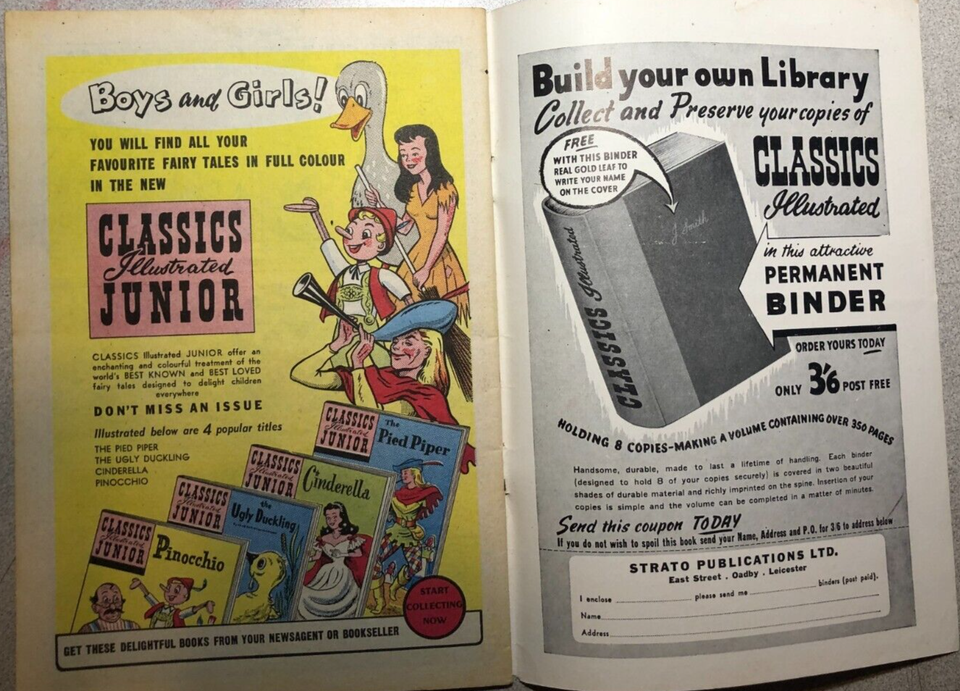 Boys and Girls!
YOU WILL FIND ALL YOUR
FAVOURITE FAIRY TALES IN FULL COLOUR
IN THE NEW
CLASSICS
Illustrated
JUNIOR
CLASSICS Illustrated JUNIOR offer an
enchanting and colourful treatment of the
world's BEST KNOWN and BEST LOVED
fairy tales designed to delight children
everywhere
DON'T MISS AN ISSUE
Illustrated below are 4 popular titles
THE PIED PIPER
THE UGLY DUCKLING
CINDERELLA
PINOCCHIO
CLASSICS
Illustrated
JUNIOR
The
Pied Piper
CLASSICS
Illustrated
JUNIOR
Cinderella
CLASSICS
Illustrated
JUNIOR
the
Ugly Duckling
CLASSICS
Illustrated
JUNIOR
Pinocchio
START
COLLECTING
NOW
GET THESE DELIGHTFUL BOOKS FROM YOUR NEWSAGENT OR BOOKSELLER
Build your own Library
Collect and Preserve your copies of
CLASSICS
Illustrated
FREE
WITH THIS BINDER
REAL GOLD LEAF TO
WRITE YOUR NAME
ON THE COVER
J. Smith
CLASSICS Illustrated
in this attractive
PERMANENT
BINDER
ORDER YOURS TODAY
ONLY 3'6 POST FREE
HOLDING 8 COPIES-MAKING A VOLUME CONTAINING OVER 350 PAGES
Handsome, durable, made to last a lifetime of handling. Each binder
(designed to hold 8 of your copies securely) is covered in two beautiful
shades of durable material and richly imprinted on the spine. Insertion of your
copies is simple and the volume can be completed in a matter of minutes.
Send this coupon TODAY
If you do not wish to spoil this book send your Name, Address and P.O. for 3/6 to address below
STRATO PUBLICATIONS LTD.
East Street . Oadby . Leicester
I enclose please send me binders (post paid).
Name
Address